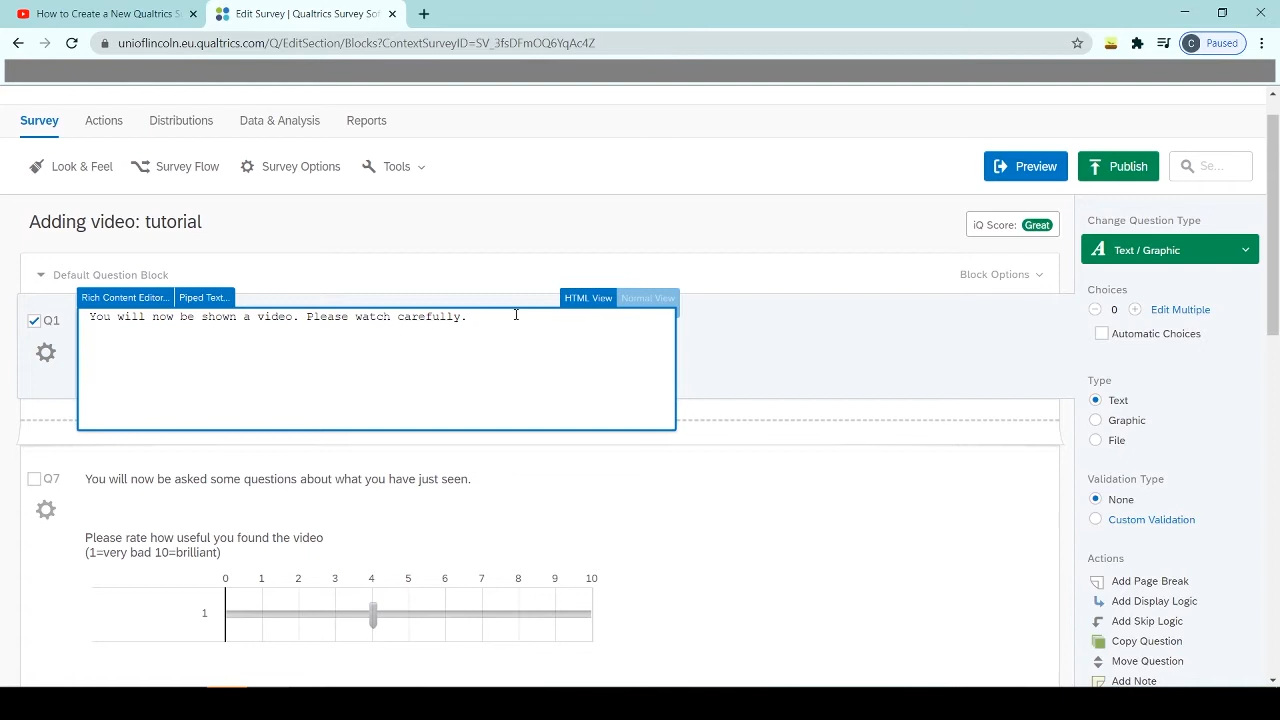 How to Create a New Qualtrics S
Edit Survey | Qualtrics Survey Sof
unioflincoln.eu.qualtrics.com/Q/EditSection/Blocks?ContextSurveyID=SV_3fsDFmOQ6YqAc4Z
C Paused
Survey Actions Distributions Data & Analysis Reports
Look & Feel Survey Flow Survey Options Tools Preview Publish Se...
Adding video: tutorial
iQ Score: Great
Default Question Block
Block Options
Rich Content Editor... Piped Text... HTML View Normal View
Q1
You will now be shown a video. Please watch carefully.
Q7
You will now be asked some questions about what you have just seen.
Please rate how useful you found the video
(1=very bad 10=brilliant)
0 1 2 3 4 5 6 7 8 9 10
1
Change Question Type
A Text / Graphic
Choices
0 Edit Multiple
Automatic Choices
Type
Text
Graphic
File
Validation Type
None
Custom Validation
Actions
Add Page Break
Add Display Logic
Add Skip Logic
Copy Question
Move Question
Add Note